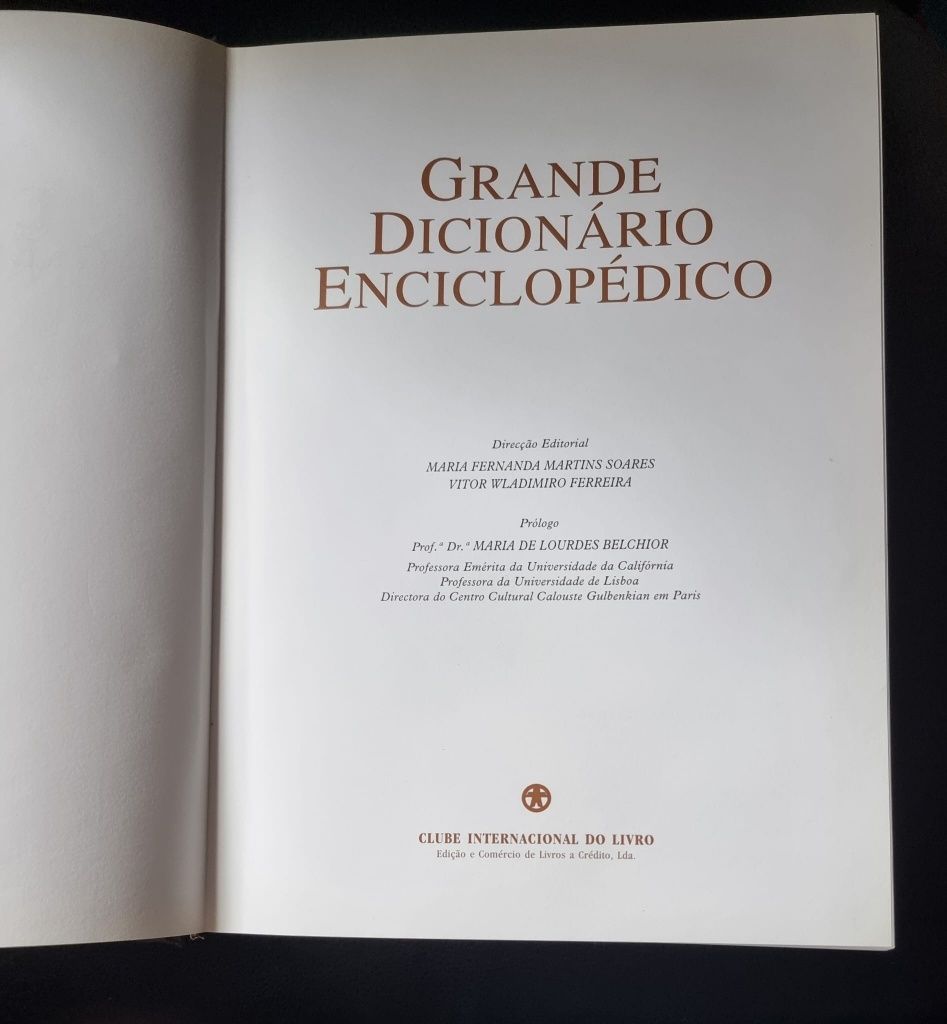 GRANDE
DICIONÁRIO
ENCICLOPÉDICO
Direcção Editorial
MARIA FERNANDA MARTINS SOARES
VITOR WLADIMIRO FERREIRA
Prólogo
Prof.ª Dr.ª MARIA DE LOURDES BELCHIOR
Professora Emérita da Universidade da Califórnia
Professora da Universidade de Lisboa
Directora do Centro Cultural Calouste Gulbenkian em Paris
CLUBE INTERNACIONAL DO LIVRO
Edição e Comércio de Livros a Crédito, Lda.